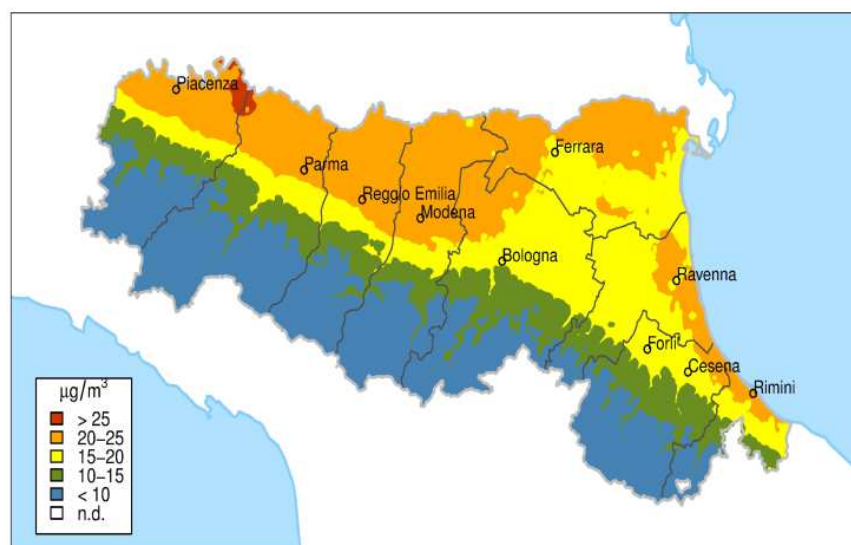 Piacenza
Parma
Reggio Emilia
Modena
Ferrara
Bologna
Ravenna
Forlì
Cesena
Rimini
µg/m³
> 25
20–25
15–20
10–15
< 10
n.d.